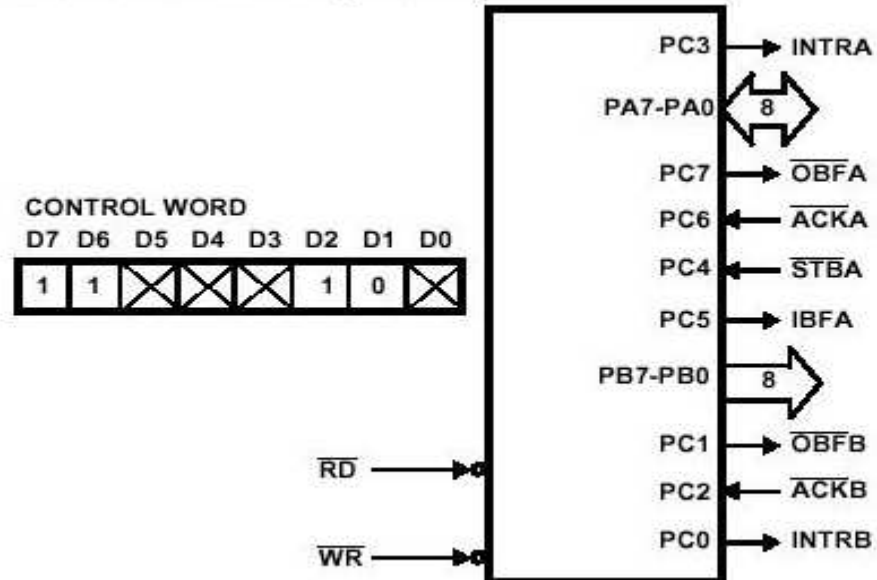 PC3 INTRA
PA7-PA0 8
PC7 OBFA
PC6 ACKA
CONTROL WORD
D7 D6 D5 D4 D3 D2 D1 D0
1 1 1 0
PC4 STBA
PC5 IBFA
PB7-PB0 8
PC1 OBFB
RD
PC2 ACKB
WR
PC0 INTRB